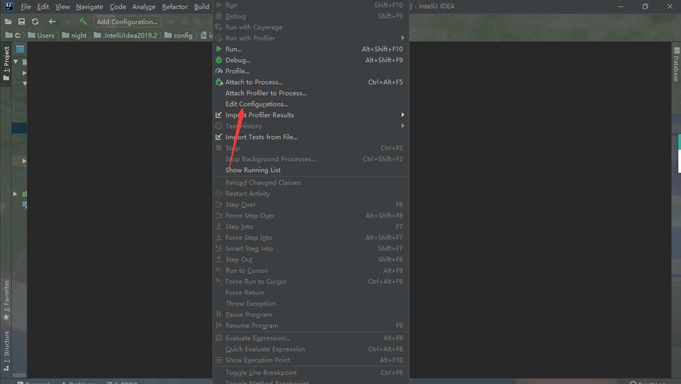 File Edit View Navigate Code Analyze Refactor Build
IntelliJ IDEA
Add Configuration...
C: Users night .IntelliJIdea2019.2 config
1: Project
2: Favorites
Z: Structure
Database
Run Shift+F10
Debug Shift+F9
Run with Coverage
Run with Profiler
Run... Alt+Shift+F10
Debug... Alt+Shift+F9
Profile...
Attach to Process... Ctrl+Alt+F5
Attach Profiler to Process...
Edit Configurations...
Import Profiler Results
Test History
Import Tests from File...
Stop Ctrl+F2
Stop Background Processes... Ctrl+Shift+F2
Show Running List
Reload Changed Classes
Restart Activity
Step Over F8
Force Step Over Alt+Shift+F8
Step Into F7
Force Step Into Alt+Shift+F7
Smart Step Into Shift+F7
Step Out Shift+F8
Run to Cursor Alt+F9
Force Run to Cursor Ctrl+Alt+F9
Force Return
Throw Exception
Pause Program
Resume Program F9
Evaluate Expression... Alt+F8
Quick Evaluate Expression Ctrl+Alt+F8
Show Execution Point Alt+F10
Toggle Line Breakpoint Ctrl+F8
Toggle Method Breakpoint